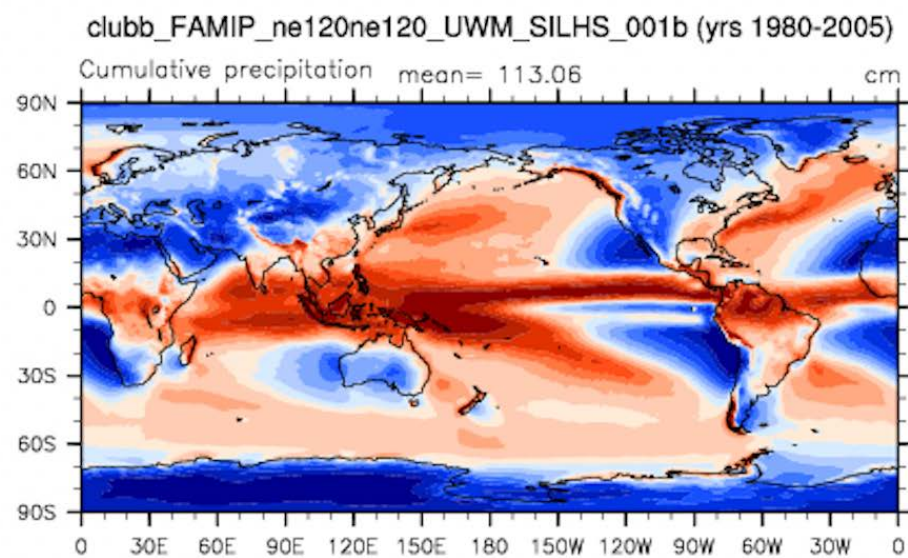 clubb_FAMIP_ne120ne120_UWM_SILHS_001b (yrs 1980-2005)
Cumulative precipitation mean= 113.06 cm
90N
60N
30N
0
30S
60S
90S
0 30E 60E 90E 120E 150E 180 150W 120W 90W 60W 30W 0